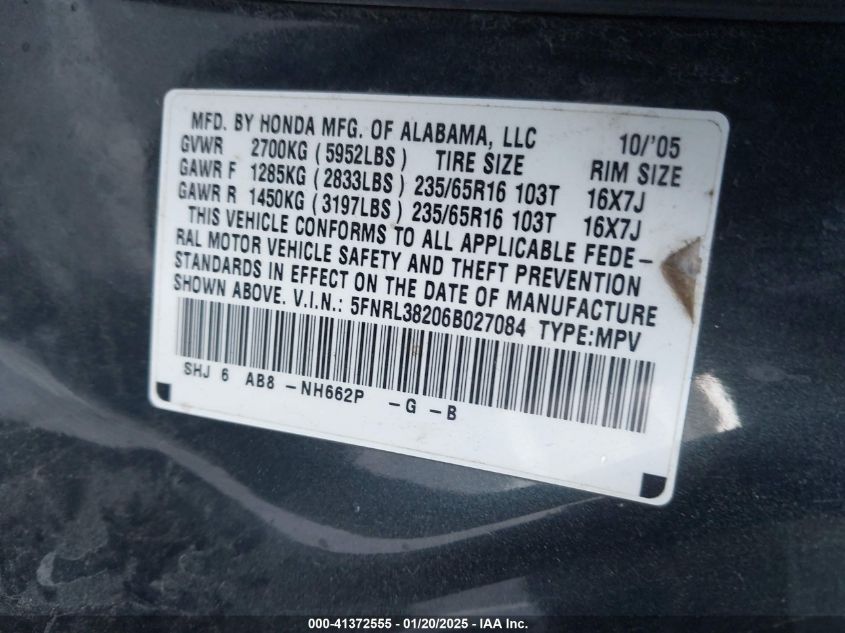 MFD. BY HONDA MFG. OF ALABAMA, LLC 10/'05
GVWR 2700KG (5952LBS) TIRE SIZE RIM SIZE
GAWR F 1285KG (2833LBS) 235/65R16 103T 16X7J
GAWR R 1450KG (3197LBS) 235/65R16 103T 16X7J
THIS VEHICLE CONFORMS TO ALL APPLICABLE FEDE-
RAL MOTOR VEHICLE SAFETY AND THEFT PREVENTION
STANDARDS IN EFFECT ON THE DATE OF MANUFACTURE
SHOWN ABOVE. V.I.N.: 5FNRL38206B027084 TYPE:MPV
SHJ 6 AB8 -NH662P -G -B
000-41372555 - 01/20/2025 - IAA Inc.